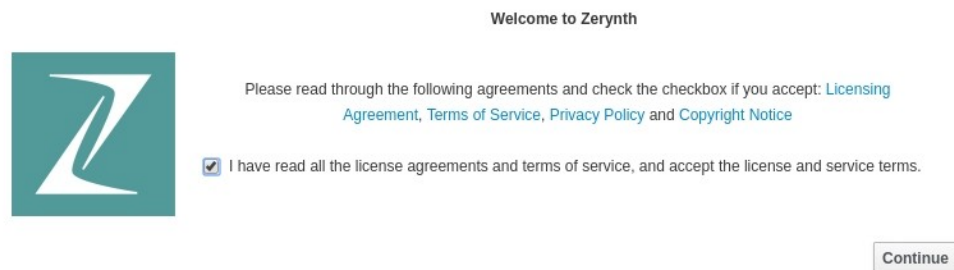 Welcome to Zerynth
Please read through the following agreements and check the checkbox if you accept: Licensing
Agreement, Terms of Service, Privacy Policy and Copyright Notice
I have read all the license agreements and terms of service, and accept the license and service terms.
Continue